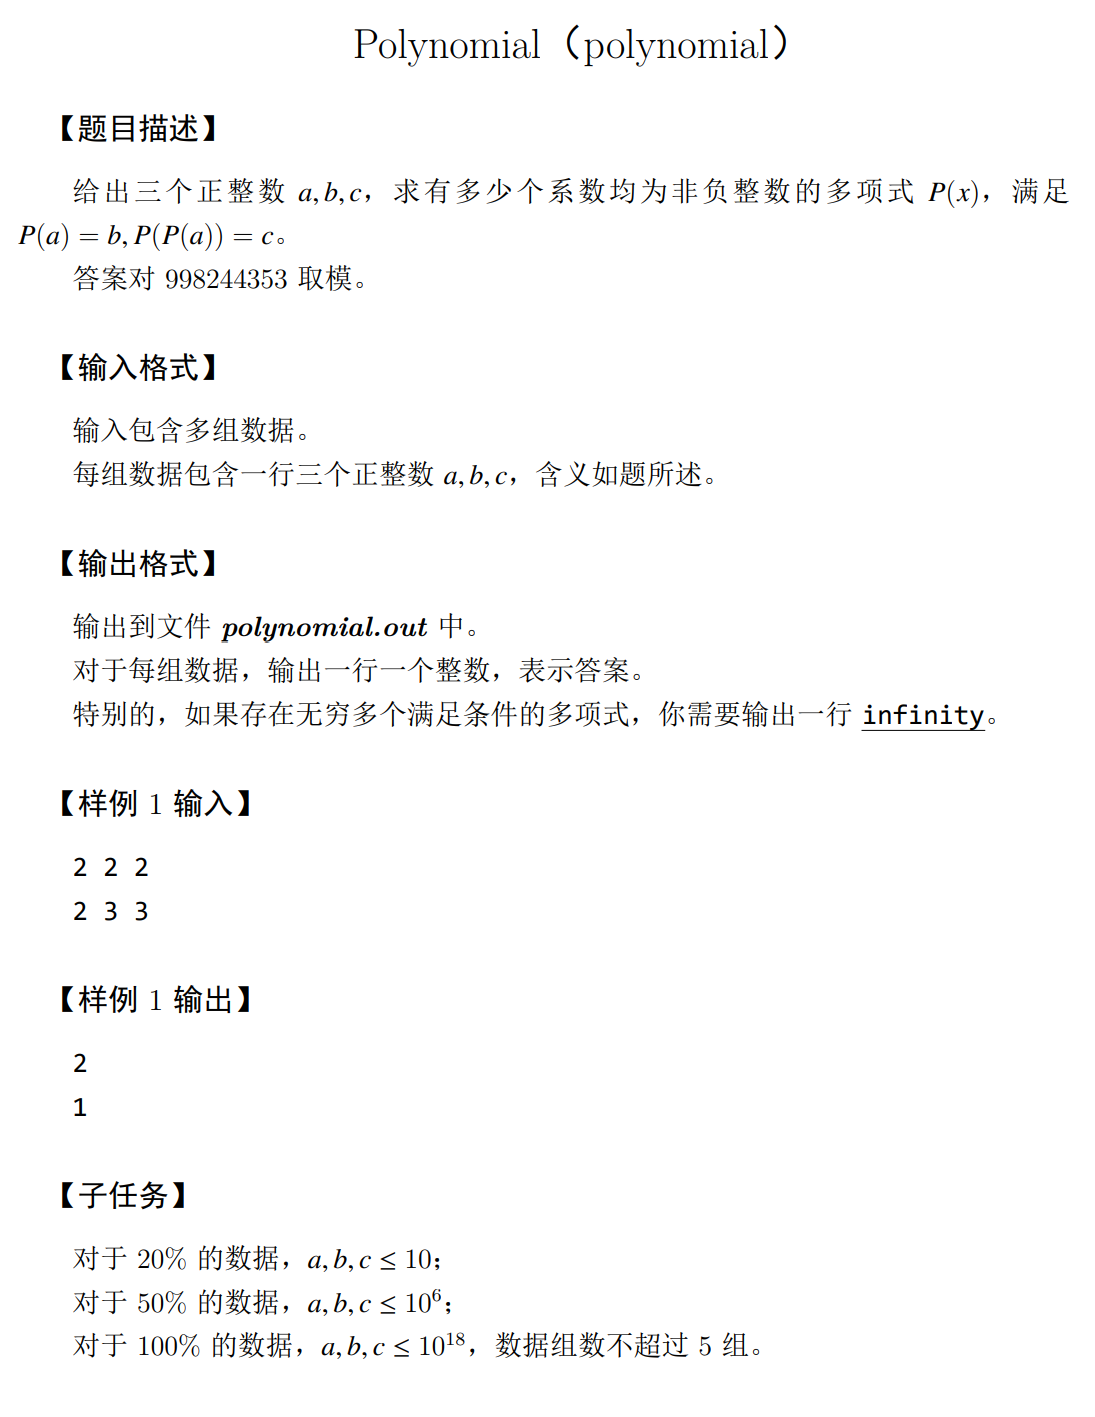 Polynomial（polynomial）
【题目描述】
给出三个正整数 a, b, c，求有多少个系数均为非负整数的多项式 P(x)，满足
P(a) = b, P(P(a)) = c。
答案对 998244353 取模。
【输入格式】
输入包含多组数据。
每组数据包含一行三个正整数 a, b, c，含义如题所述。
【输出格式】
输出到文件 polynomial.out 中。
对于每组数据，输出一行一个整数，表示答案。
特别的，如果存在无穷多个满足条件的多项式，你需要输出一行 infinity。
【样例 1 输入】
2 2 2
2 3 3
【样例 1 输出】
2
1
【子任务】
对于 20% 的数据，a, b, c ≤ 10；
对于 50% 的数据，a, b, c ≤ 10⁶；
对于 100% 的数据，a, b, c ≤ 10¹⁸，数据组数不超过 5 组。